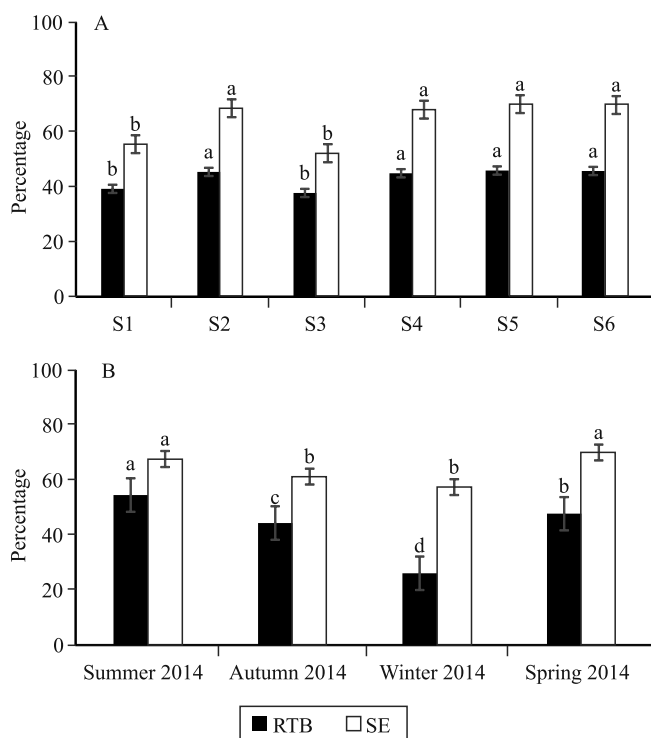 A
100
80
60
40
20
0
Percentage
b b a a b b a a a a a a
S1 S2 S3 S4 S5 S6
B
100
80
60
40
20
0
Percentage
a a c b d b b a
Summer 2014 Autumn 2014 Winter 2014 Spring 2014
RTB SE